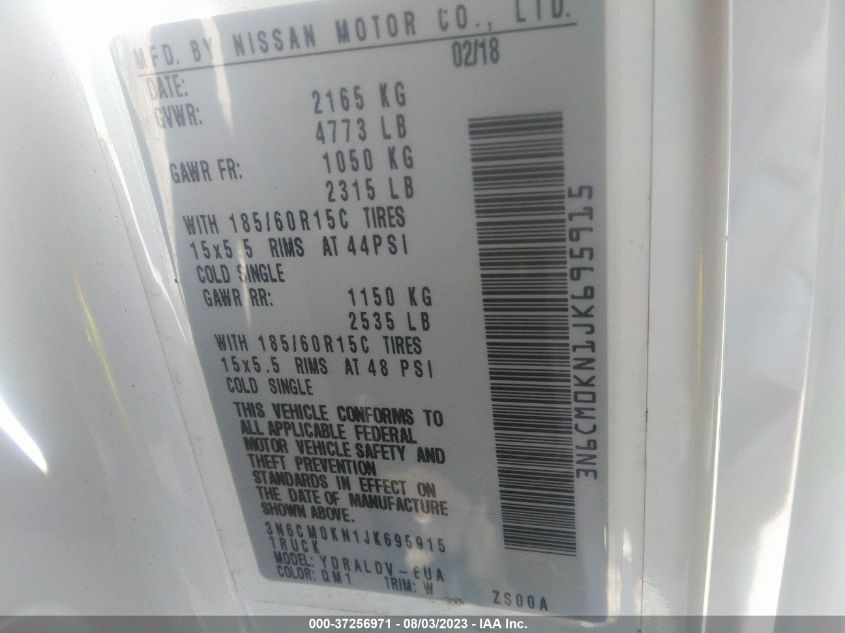 MFD. BY NISSAN MOTOR CO., LTD.
DATE: 02/18
GVWR: 2165 KG
4773 LB
GAWR FR: 1050 KG
2315 LB
WITH 185/60R15C TIRES
15x5.5 RIMS AT 44PSI
COLD SINGLE
GAWR RR: 1150 KG
2535 LB
WITH 185/60R15C TIRES
15x5.5 RIMS AT 48 PSI
COLD SINGLE
THIS VEHICLE CONFORMS TO
ALL APPLICABLE FEDERAL
MOTOR VEHICLE SAFETY AND
THEFT PREVENTION
STANDARDS IN EFFECT ON
THE DATE OF MANUFACTURE
SHOWN ABOVE.
3N6CM0KN1JK695915
TRUCK
MODEL: YDRALDV-EUA
COLOR: QM1 TRIM: W
ZS00A
3N6CM0KN1JK695915
000-37256971 - 08/03/2023 - IAA Inc.